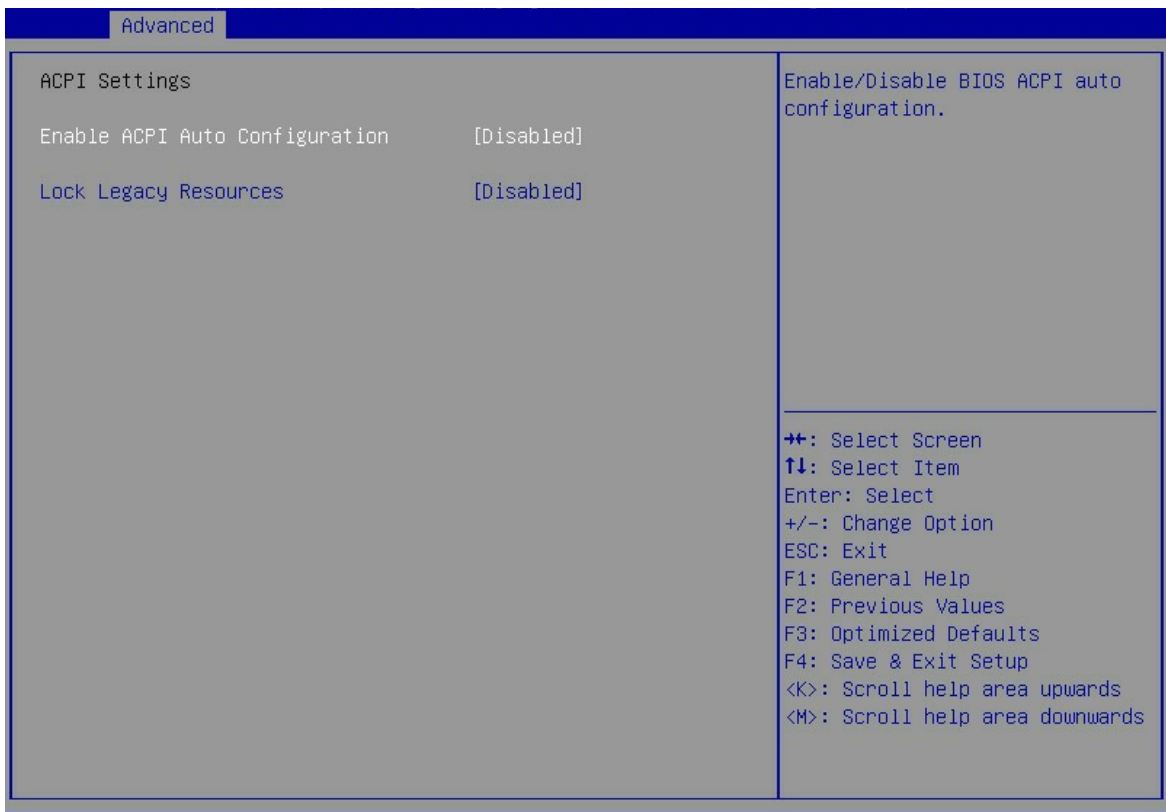 Advanced
ACPI Settings
Enable ACPI Auto Configuration [Disabled]
Lock Legacy Resources [Disabled]
Enable/Disable BIOS ACPI auto
configuration.
→←: Select Screen
↑↓: Select Item
Enter: Select
+/-: Change Option
ESC: Exit
F1: General Help
F2: Previous Values
F3: Optimized Defaults
F4: Save & Exit Setup
<K>: Scroll help area upwards
<M>: Scroll help area downwards